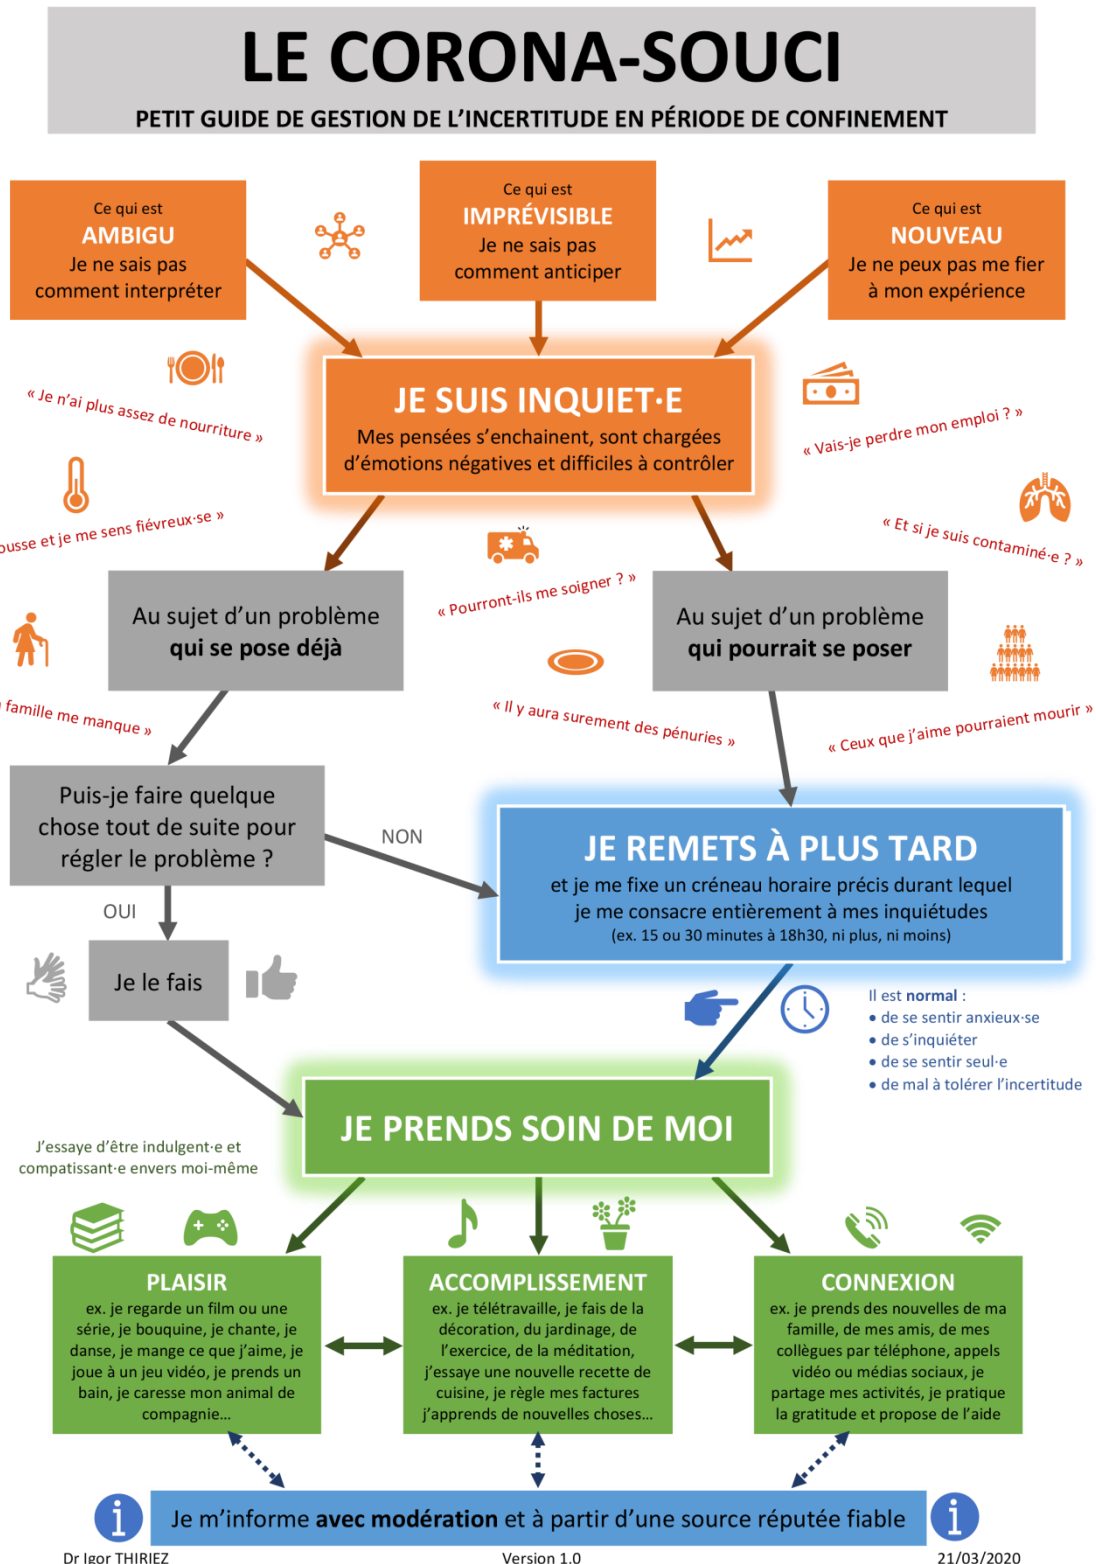 LE CORONA-SOUCI
PETIT GUIDE DE GESTION DE L'INCERTITUDE EN PÉRIODE DE CONFINEMENT
Ce qui est
AMBIGU
Je ne sais pas
comment interpréter
Ce qui est
IMPRÉVISIBLE
Je ne sais pas
comment anticiper
Ce qui est
NOUVEAU
Je ne peux pas me fier
à mon expérience
JE SUIS INQUIET·E
Mes pensées s'enchainent, sont chargées
d'émotions négatives et difficiles à contrôler
« Je n'ai plus assez de nourriture »
« Vais-je perdre mon emploi ? »
et je me sens fiévreux·se »
« Et si je suis contaminé·e ? »
« Pourront-ils me soigner ? »
Au sujet d'un problème
qui se pose déjà
Au sujet d'un problème
qui pourrait se poser
famille me manque »
« Il y aura surement des pénuries »
« Ceux que j'aime pourraient mourir »
Puis-je faire quelque
chose tout de suite pour
régler le problème ?
NON
OUI
Je le fais
JE REMETS À PLUS TARD
et je me fixe un créneau horaire précis durant lequel
je me consacre entièrement à mes inquiétudes
(ex. 15 ou 30 minutes à 18h30, ni plus, ni moins)
Il est normal :
• de se sentir anxieux·se
• de s'inquiéter
• de se sentir seul·e
• de mal à tolérer l'incertitude
JE PRENDS SOIN DE MOI
J'essaye d'être indulgent·e et
compatissant·e envers moi-même
PLAISIR
ex. je regarde un film ou une
série, je bouquine, je chante, je
danse, je mange ce que j'aime, je
joue à un jeu vidéo, je prends un
bain, je caresse mon animal de
compagnie...
ACCOMPLISSEMENT
ex. je télétravaille, je fais de la
décoration, du jardinage, de
l'exercice, de la méditation,
j'essaye une nouvelle recette de
cuisine, je règle mes factures
j'apprends de nouvelles choses...
CONNEXION
ex. je prends des nouvelles de ma
famille, de mes amis, de mes
collègues par téléphone, appels
vidéo ou médias sociaux, je
partage mes activités, je pratique
la gratitude et propose de l'aide
Je m'informe avec modération et à partir d'une source réputée fiable
Dr Igor THIRIEZ
Version 1.0
21/03/2020